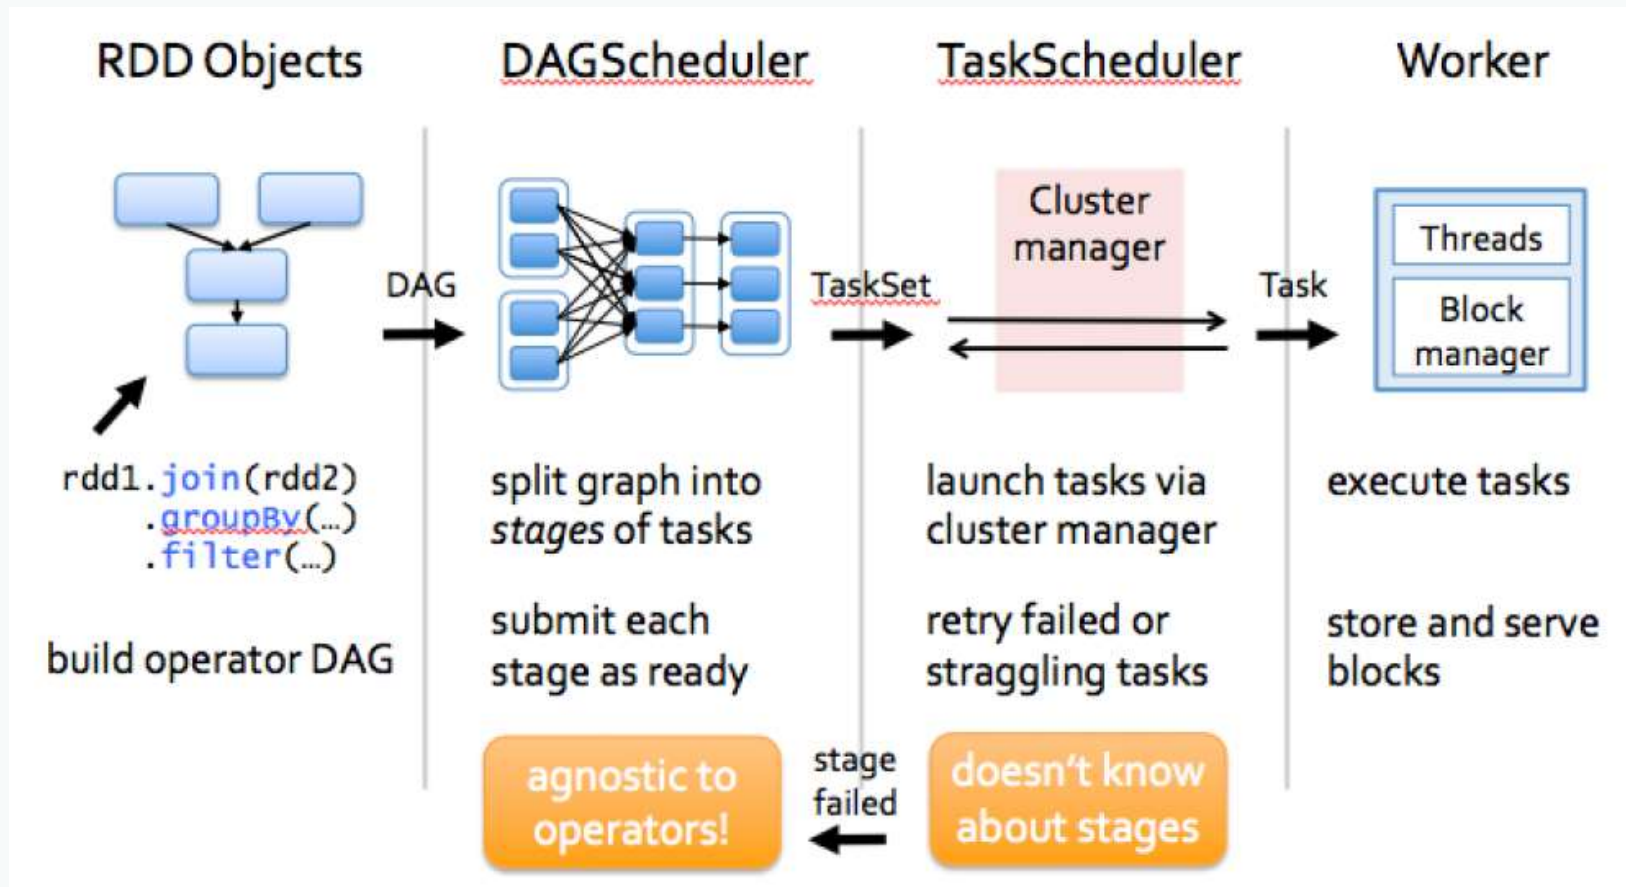 RDD Objects
DAGScheduler
TaskScheduler
Worker
DAG
TaskSet
Cluster
manager
Task
Threads
Block
manager
rdd1.join(rdd2)
.groupBy(…)
.filter(…)
build operator DAG
split graph into
stages of tasks
submit each
stage as ready
agnostic to
operators!
launch tasks via
cluster manager
retry failed or
straggling tasks
stage
failed
doesn't know
about stages
execute tasks
store and serve
blocks